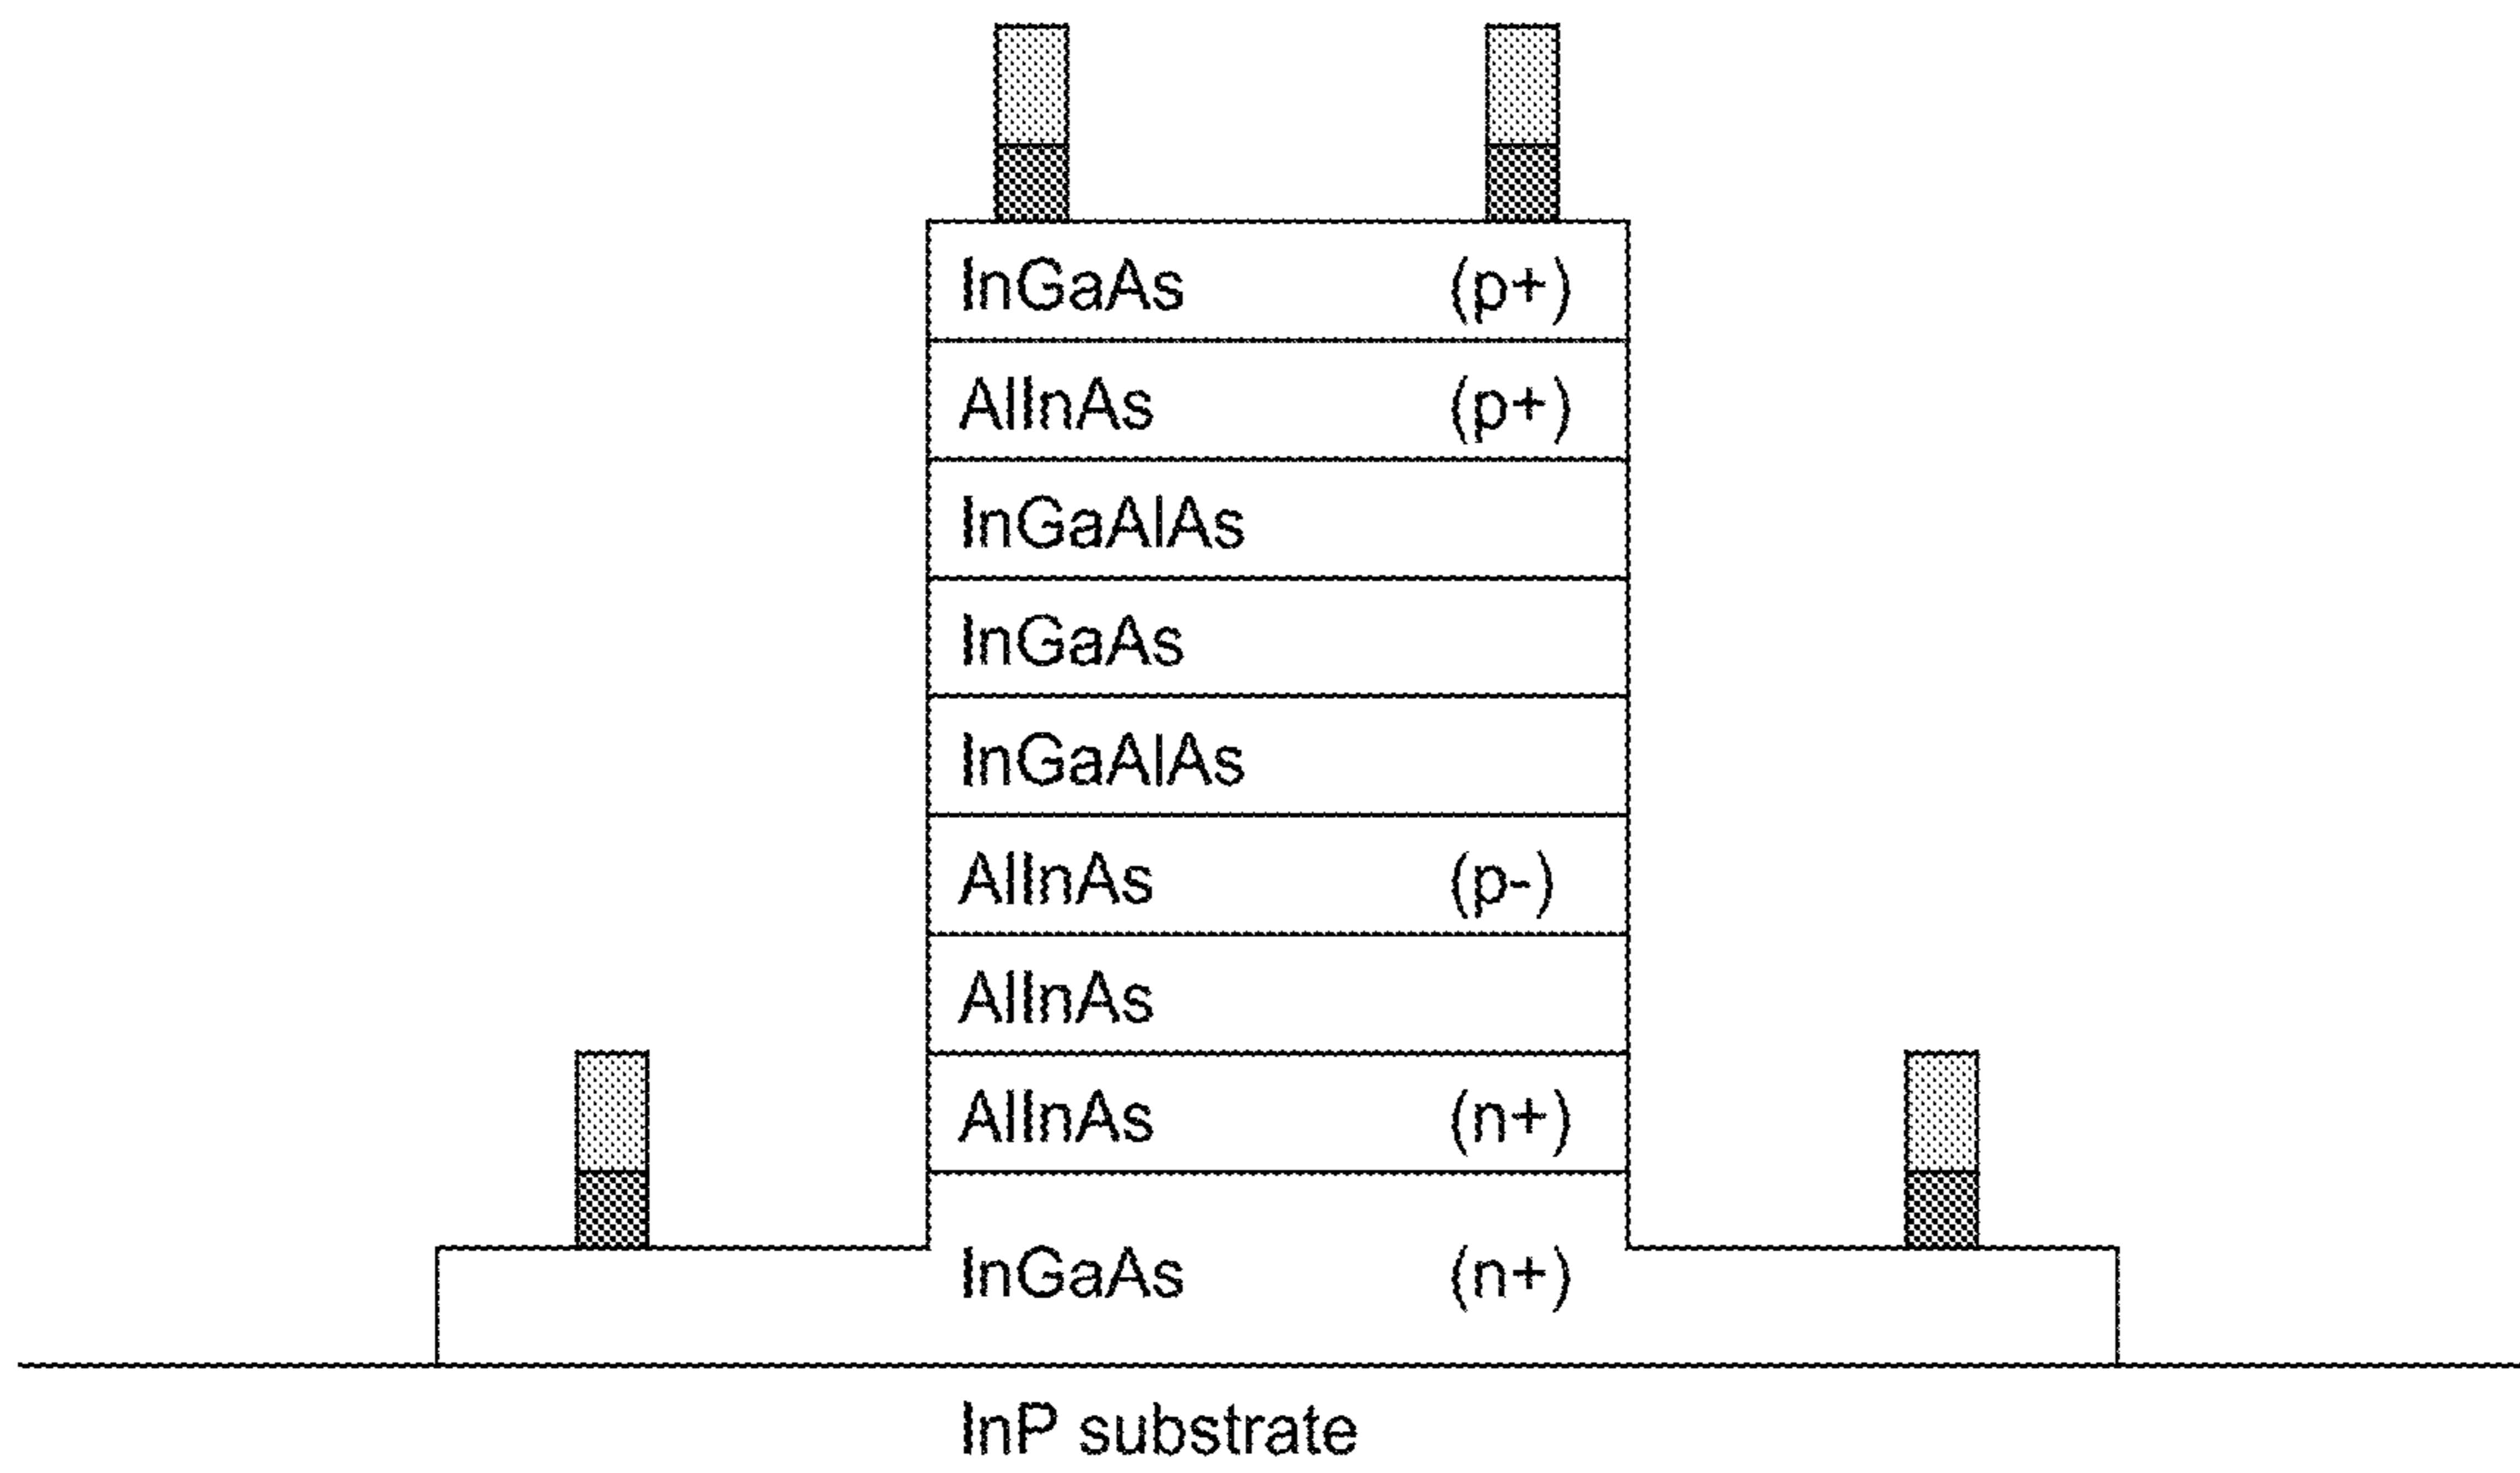 InGaAs (p+)
AlInAs (p+)
InGaAlAs
InGaAs
InGaAlAs
AlInAs (p-)
AlInAs
AlInAs (n+)
InGaAs (n+)
InP substrate